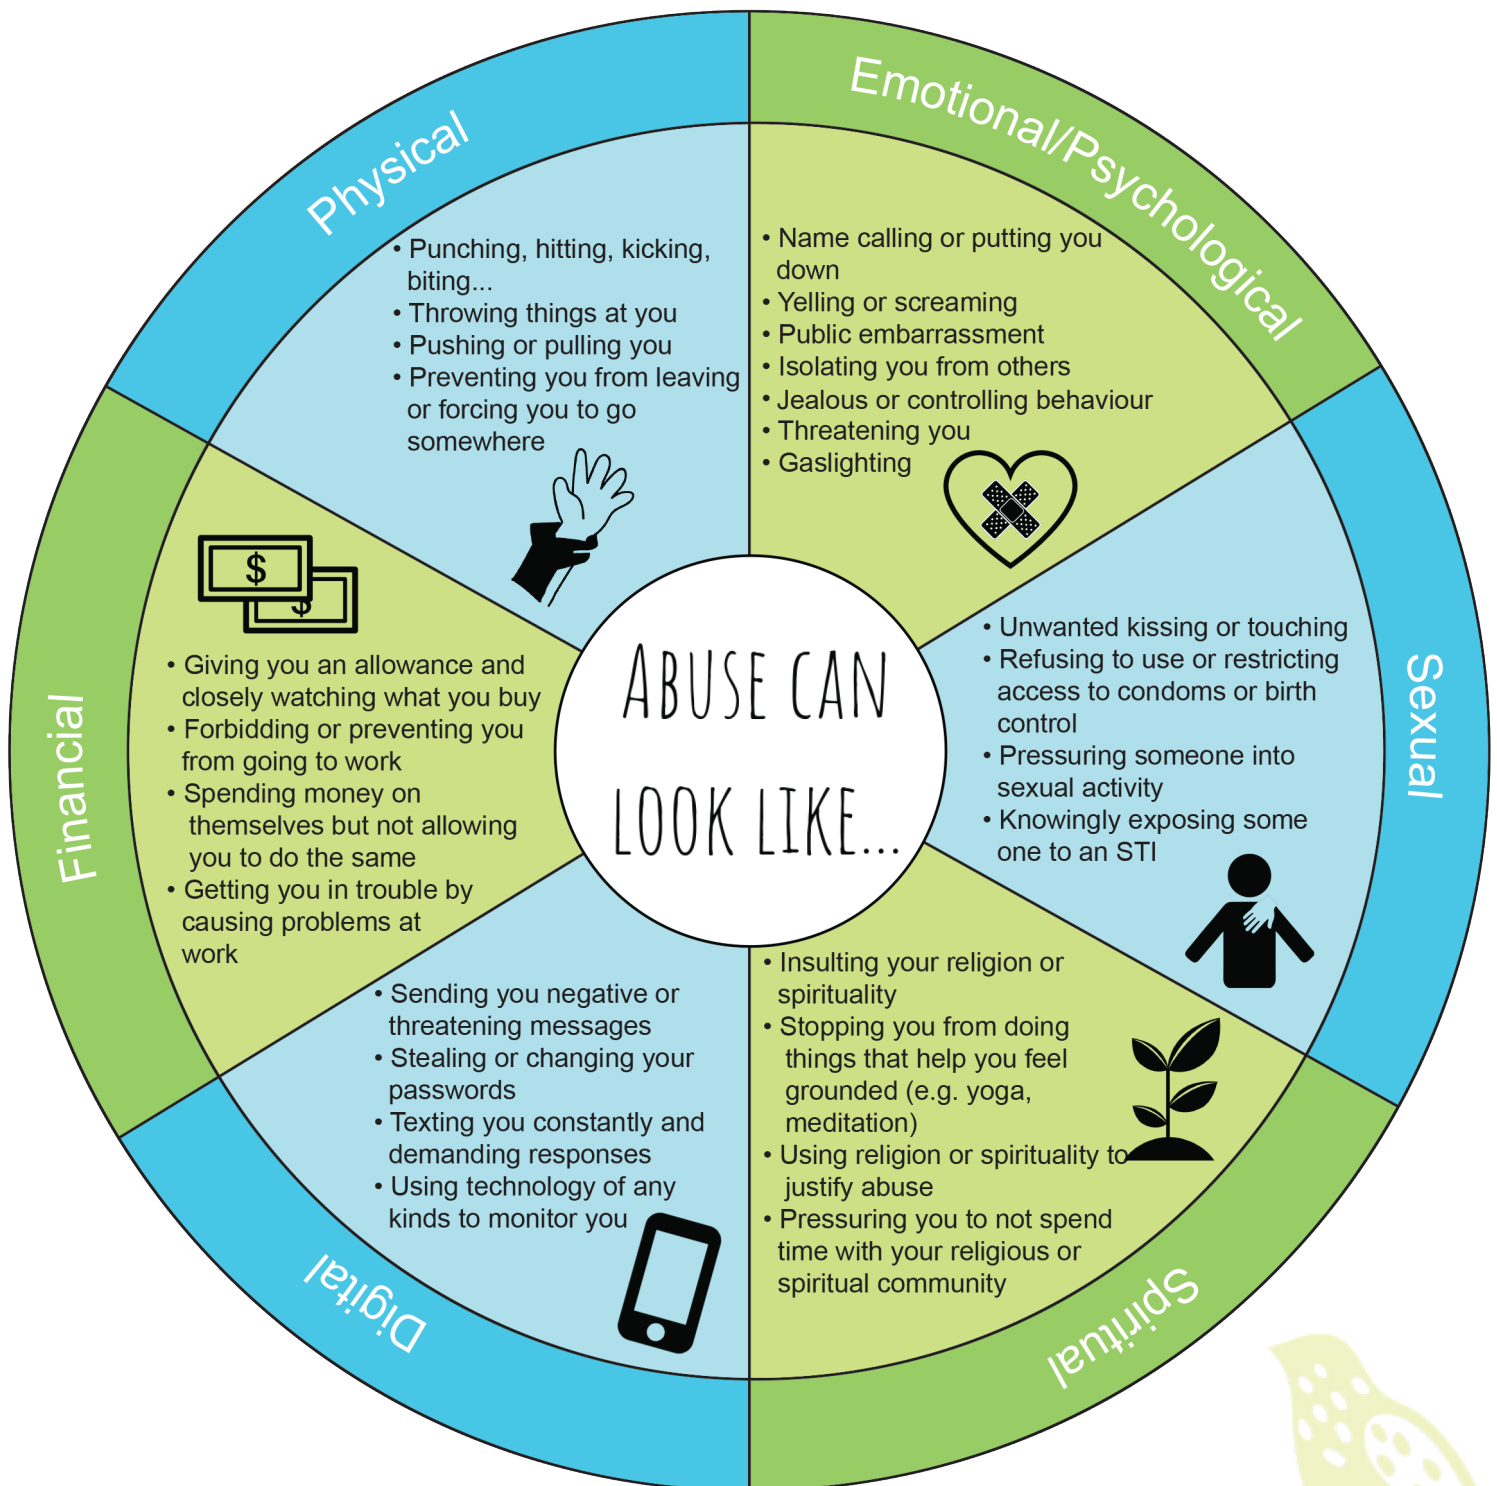 Physical
• Punching, hitting, kicking,
biting...
• Throwing things at you
• Pushing or pulling you
• Preventing you from leaving
or forcing you to go
somewhere
Emotional/Psychological
• Name calling or putting you
down
• Yelling or screaming
• Public embarrassment
• Isolating you from others
• Jealous or controlling behaviour
• Threatening you
• Gaslighting
Sexual
• Unwanted kissing or touching
• Refusing to use or restricting
access to condoms or birth
control
• Pressuring someone into
sexual activity
• Knowingly exposing some
one to an STI
Spiritual
• Insulting your religion or
spirituality
• Stopping you from doing
things that help you feel
grounded (e.g. yoga,
meditation)
• Using religion or spirituality to
justify abuse
• Pressuring you to not spend
time with your religious or
spiritual community
Digital
• Sending you negative or
threatening messages
• Stealing or changing your
passwords
• Texting you constantly and
demanding responses
• Using technology of any
kinds to monitor you
Financial
$
$
• Giving you an allowance and
closely watching what you buy
• Forbidding or preventing you
from going to work
• Spending money on
themselves but not allowing
you to do the same
• Getting you in trouble by
causing problems at
work
ABUSE CAN
LOOK LIKE...